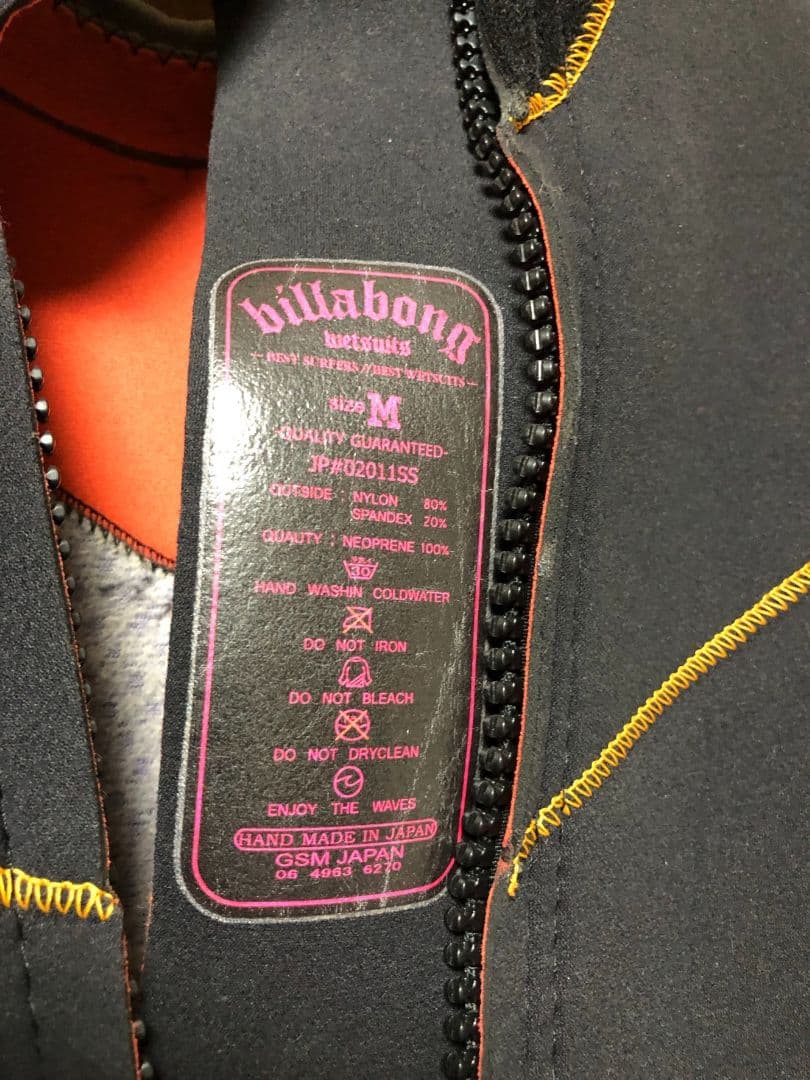 billabong
wetsuits
- BEST SURFERS // BEST WETSUITS -
size M
-QUALITY GUARANTEED-
JP#02011SS
OUTSIDE : NYLON 80%
SPANDEX 20%
QUAUTY : NEOPRENE 100%
30
HAND WASHIN COLDWATER
DO NOT IRON
DO NOT BLEACH
DO NOT DRYCLEAN
ENJOY THE WAVES
HAND MADE IN JAPAN
GSM JAPAN
06 4963 6270